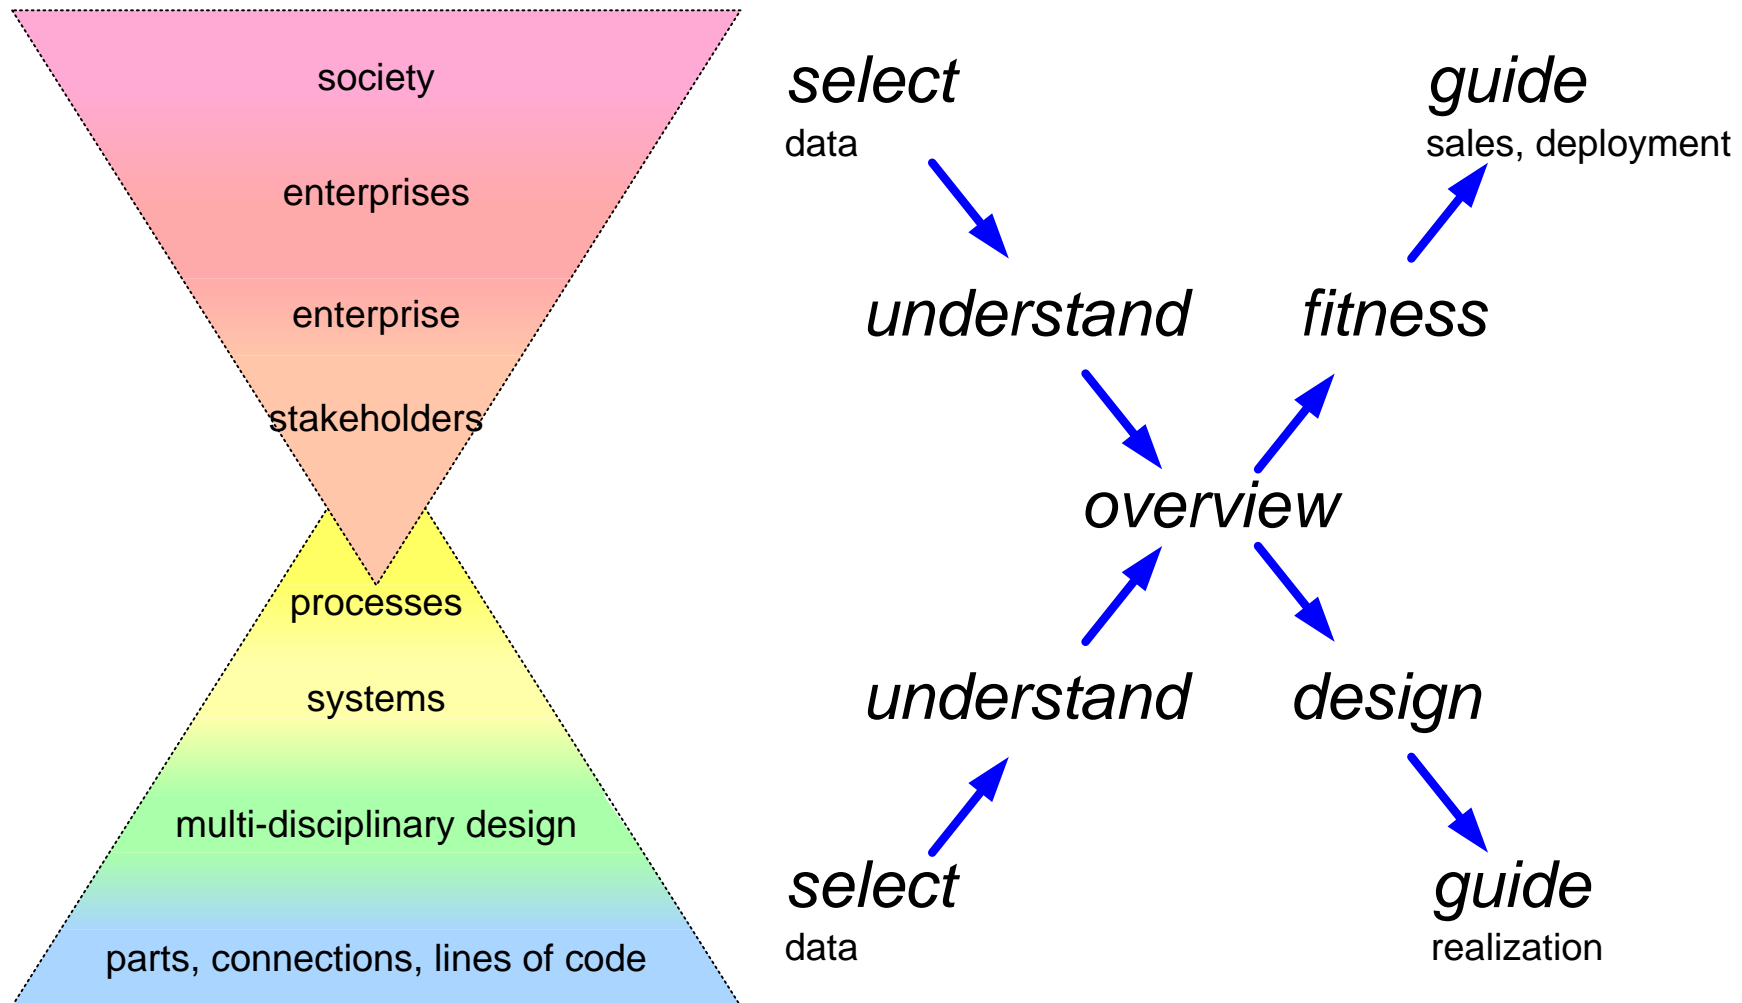 society
enterprises
enterprise
stakeholders
processes
systems
multi-disciplinary design
parts, connections, lines of code
select
data
guide
sales, deployment
understand
fitness
overview
understand
design
select
data
guide
realization